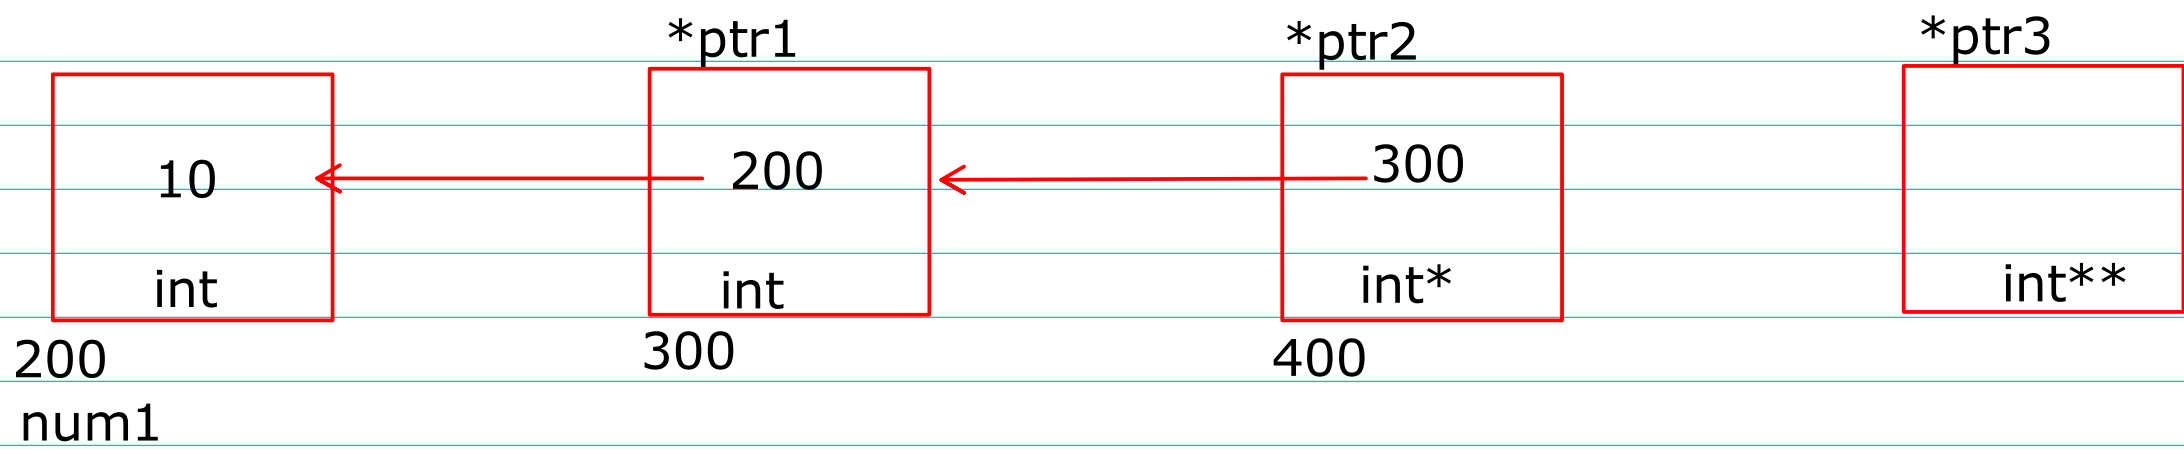 *ptr1 *ptr2 *ptr3
10 200 300
int int int* int**
200 300 400
num1